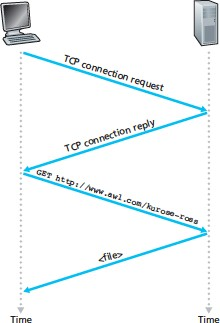 TCP connection request
TCP connection reply
GET http://www.awl.com/kurose-ross
<file>
Time
Time